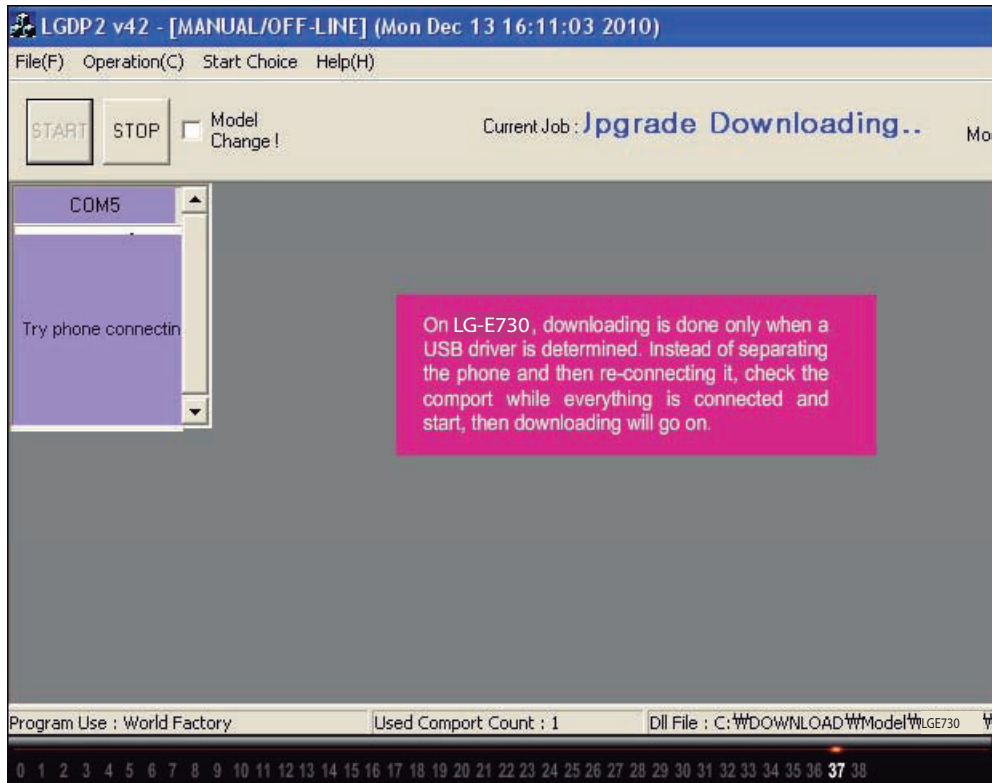 LGDP2 v42 - [MANUAL/OFF-LINE] (Mon Dec 13 16:11:03 2010)
File(F) Operation(C) Start Choice Help(H)
START STOP Model
Change !
Current Job : Jpgrade Downloading..
Mo
COM5
Try phone connectin
On LG-E730, downloading is done only when a
USB driver is determined. Instead of separating
the phone and then re-connecting it, check the
comport while everything is connected and
start, then downloading will go on.
Program Use : World Factory Used Comport Count : 1 Dll File : C:₩DOWNLOAD₩Model₩LGE730 ₩
0 1 2 3 4 5 6 7 8 9 10 11 12 13 14 15 16 17 18 19 20 21 22 23 24 25 26 27 28 29 30 31 32 33 34 35 36 37 38